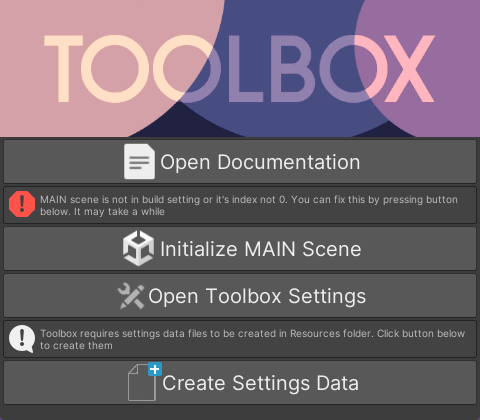 TOOLBOX
Open Documentation
MAIN scene is not in build setting or it's index not 0. You can fix this by pressing button
below. It may take a while
Initialize MAIN Scene
Open Toolbox Settings
Toolbox requires settings data files to be created in Resources folder. Click button below
to create them
Create Settings Data